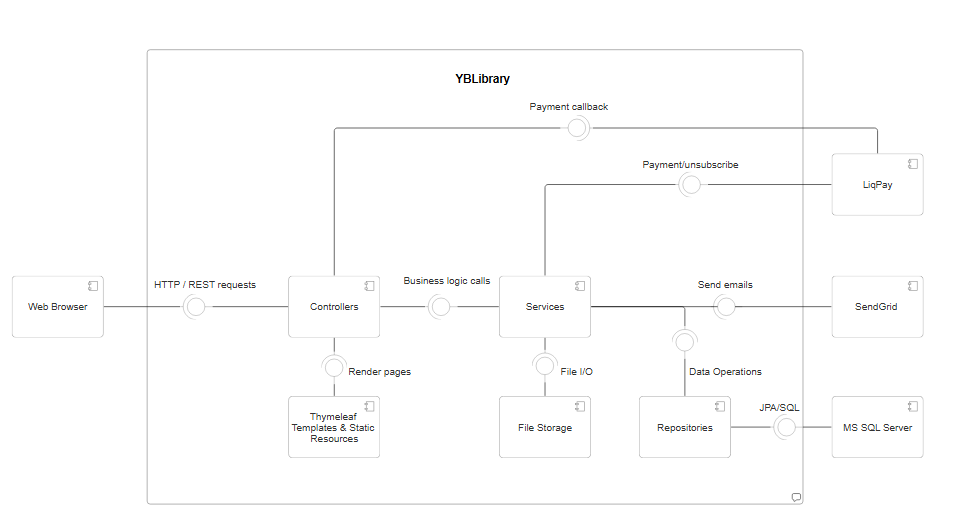 YBLibrary
Payment callback
Payment/unsubscribe
LiqPay
HTTP / REST requests
Business logic calls
Send emails
Web Browser
Controllers
Services
SendGrid
Render pages
File I/O
Data Operations
JPA/SQL
Thymeleaf
Templates & Static
Resources
File Storage
Repositories
MS SQL Server